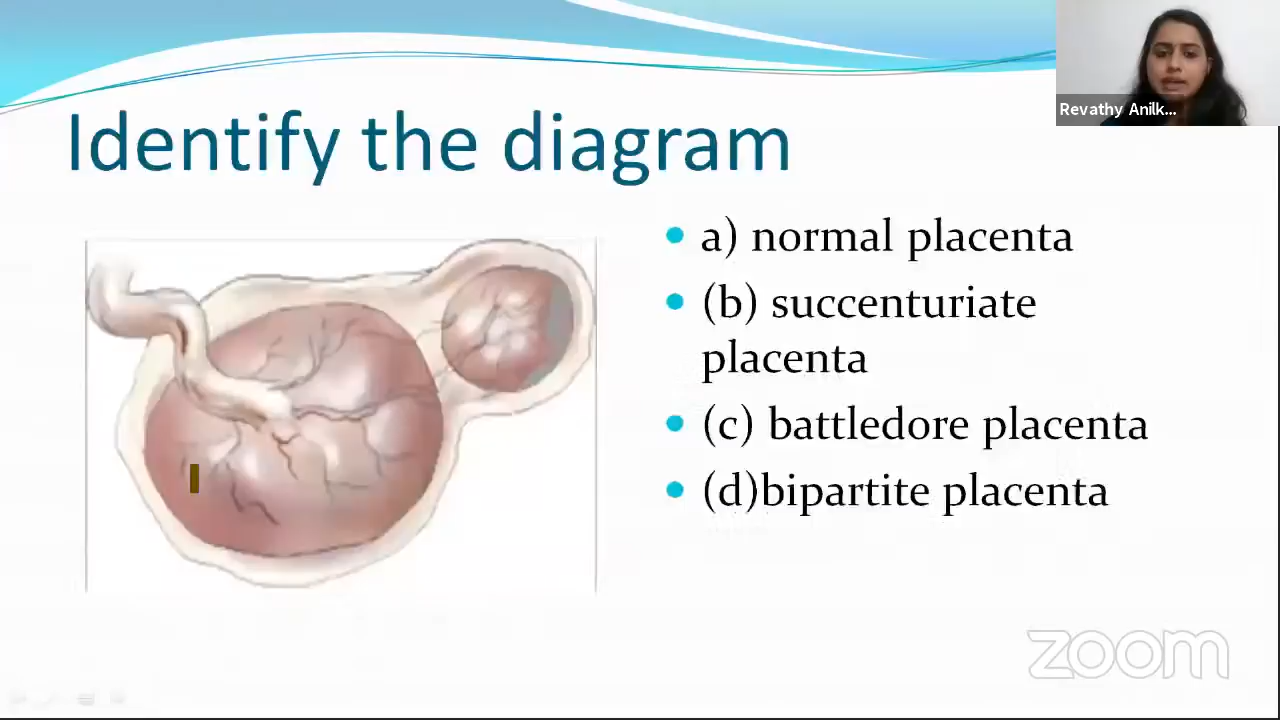 Revathy Anilk...
Identify the diagram
a) normal placenta
(b) succenturiate
placenta
(c) battledore placenta
(d)bipartite placenta
zoom